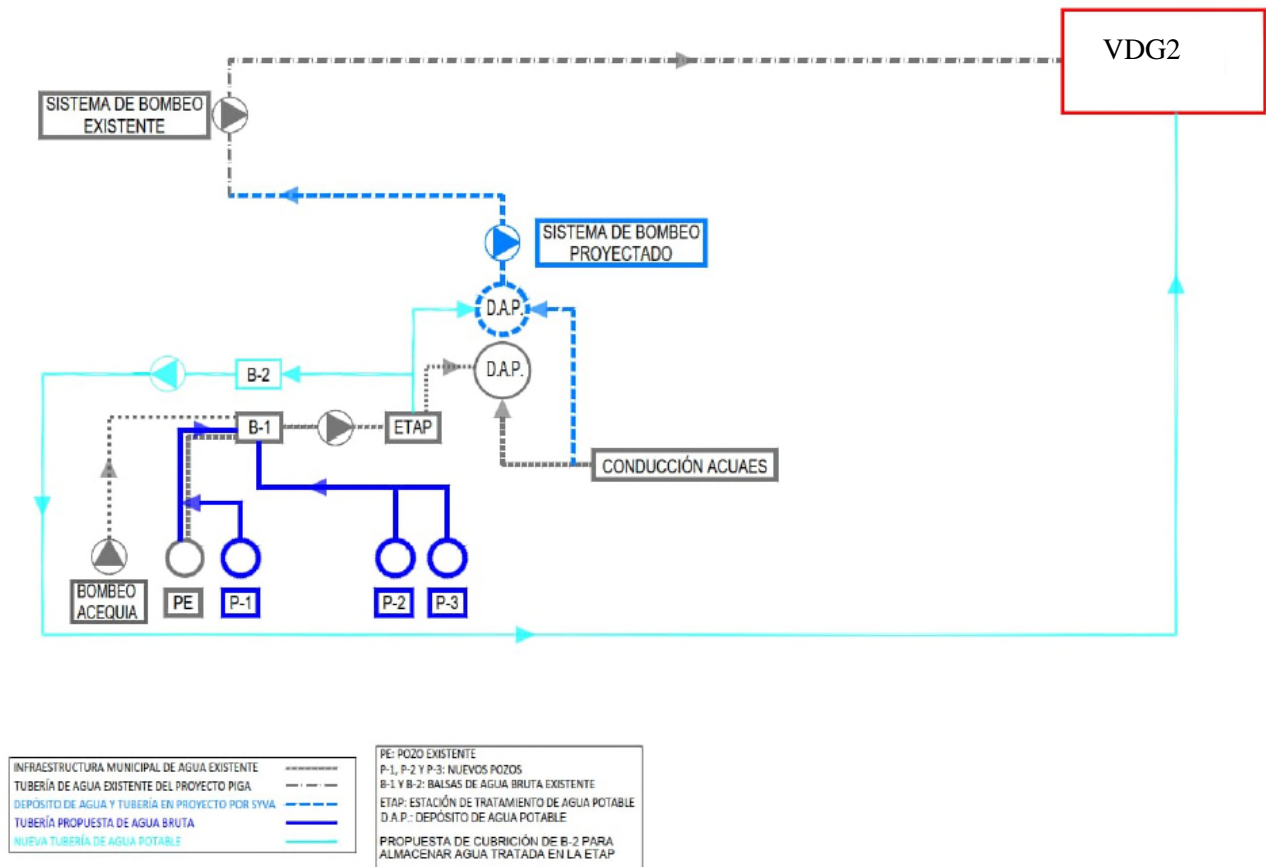 VDG2
SISTEMA DE BOMBEO
EXISTENTE
SISTEMA DE BOMBEO
PROYECTADO
D.A.P.
D.A.P.
B-2
B-1
ETAP
CONDUCCIÓN ACUAES
BOMBEO
ACEQUIA
PE
P-1
P-2
P-3
INFRAESTRUCTURA MUNICIPAL DE AGUA EXISTENTE
TUBERÍA DE AGUA EXISTENTE DEL PROYECTO PIGA
DEPÓSITO DE AGUA Y TUBERÍA EN PROYECTO POR SYVA
TUBERÍA PROPUESTA DE AGUA BRUTA
NUEVA TUBERÍA DE AGUA POTABLE
PE: POZO EXISTENTE
P-1, P-2 Y P-3: NUEVOS POZOS
B-1 Y B-2: BALSAS DE AGUA BRUTA EXISTENTE
ETAP: ESTACIÓN DE TRATAMIENTO DE AGUA POTABLE
D.A.P.: DEPÓSITO DE AGUA POTABLE
PROPUESTA DE CUBRICIÓN DE B-2 PARA
ALMACENAR AGUA TRATADA EN LA ETAP